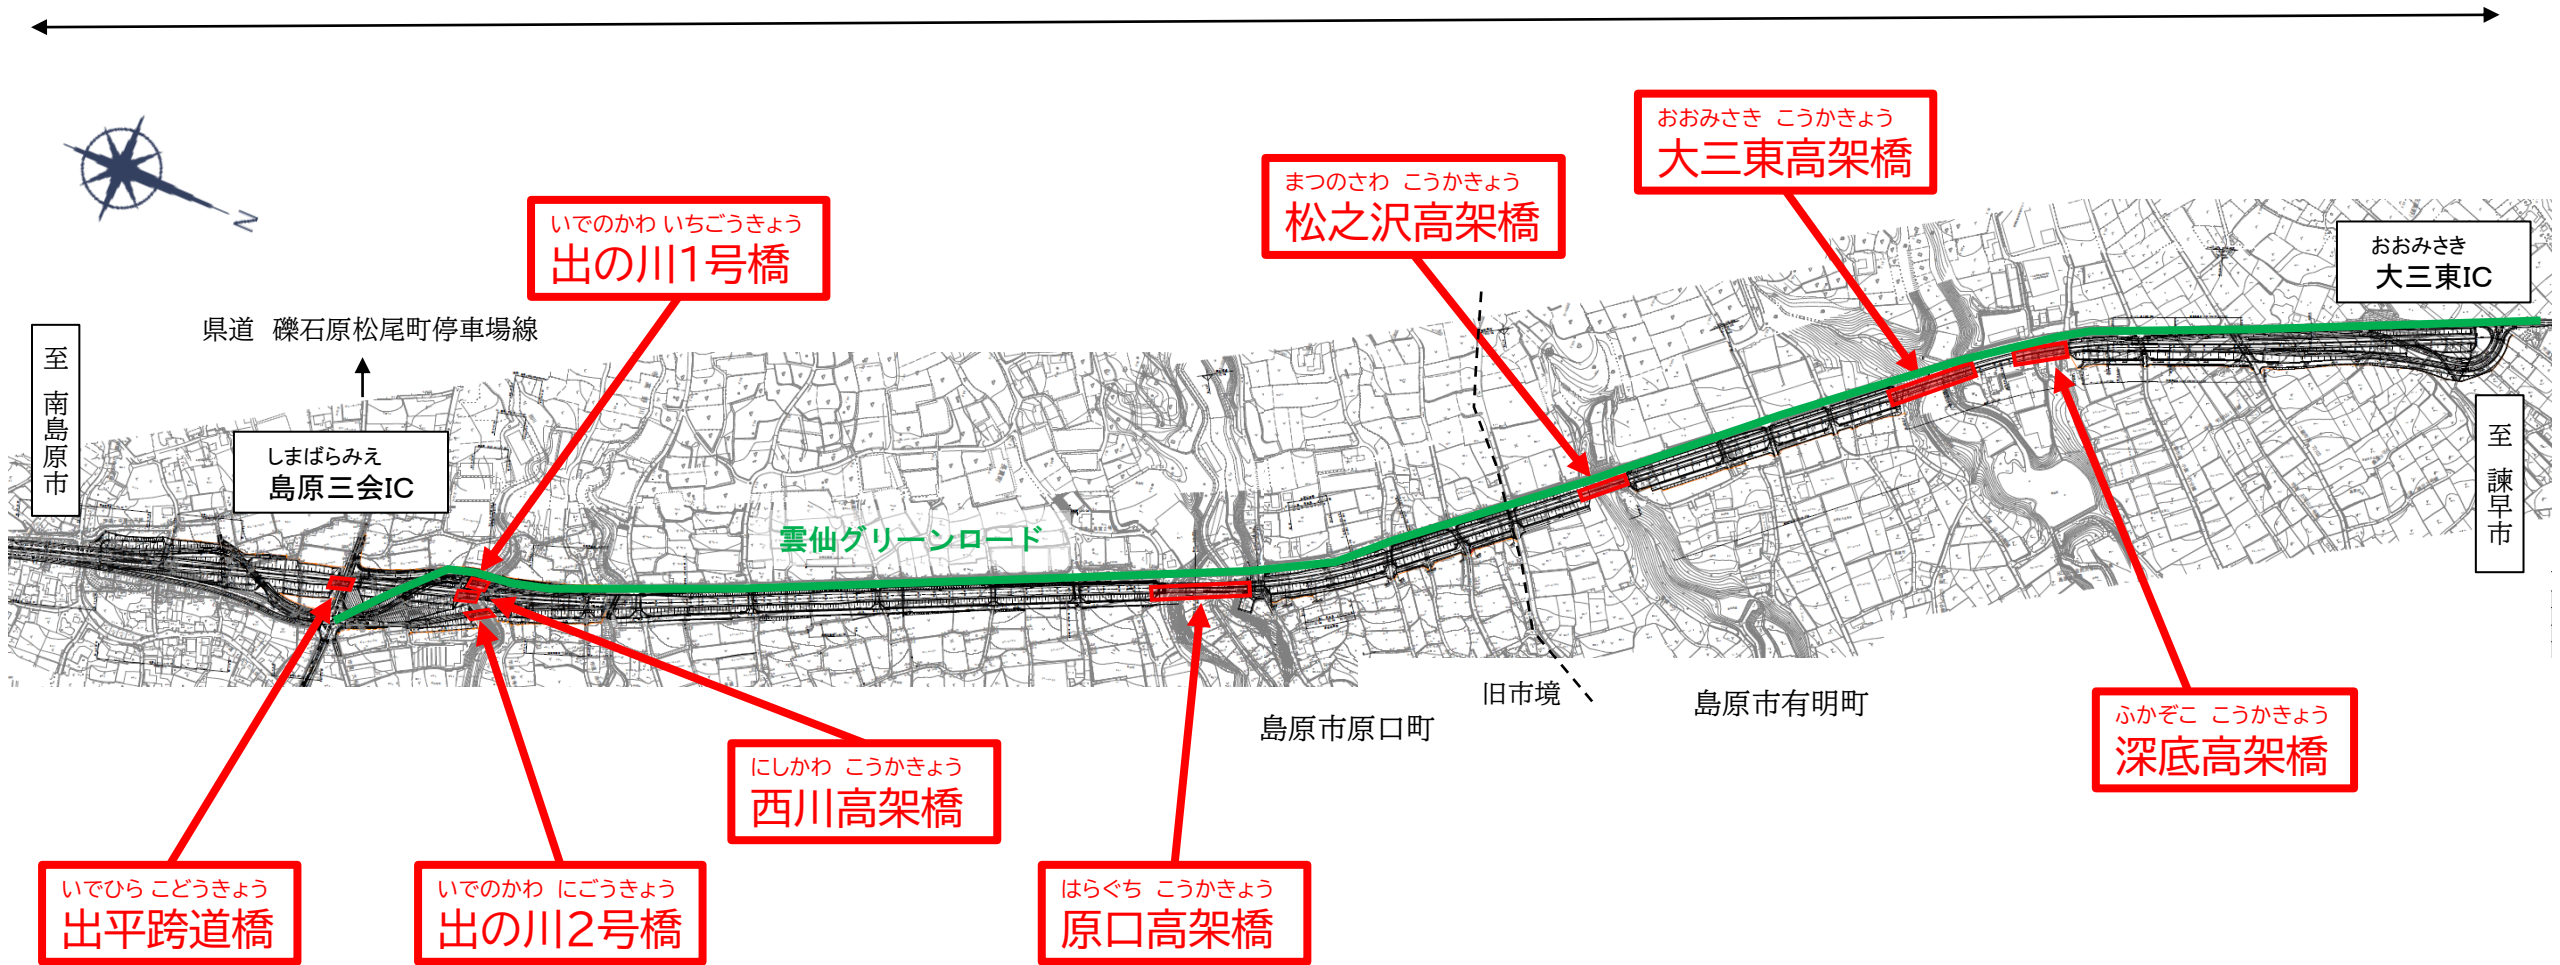 おおみさき こうかきょう
大三東高架橋
まつのさわ こうかきょう
松之沢高架橋
いでのかわ いちごうきょう
出の川1号橋
N
おおみさき
大三東IC
県道 礫石原松尾町停車場線
至 南島原市
しまばらみえ
島原三会IC
至 諫早市
雲仙グリーンロード
旧市境
島原市有明町
島原市原口町
ふかぞこ こうかきょう
深底高架橋
にしかわ こうかきょう
西川高架橋
いでひら こどうきょう
出平跨道橋
いでのかわ にごうきょう
出の川2号橋
はらぐち こうかきょう
原口高架橋